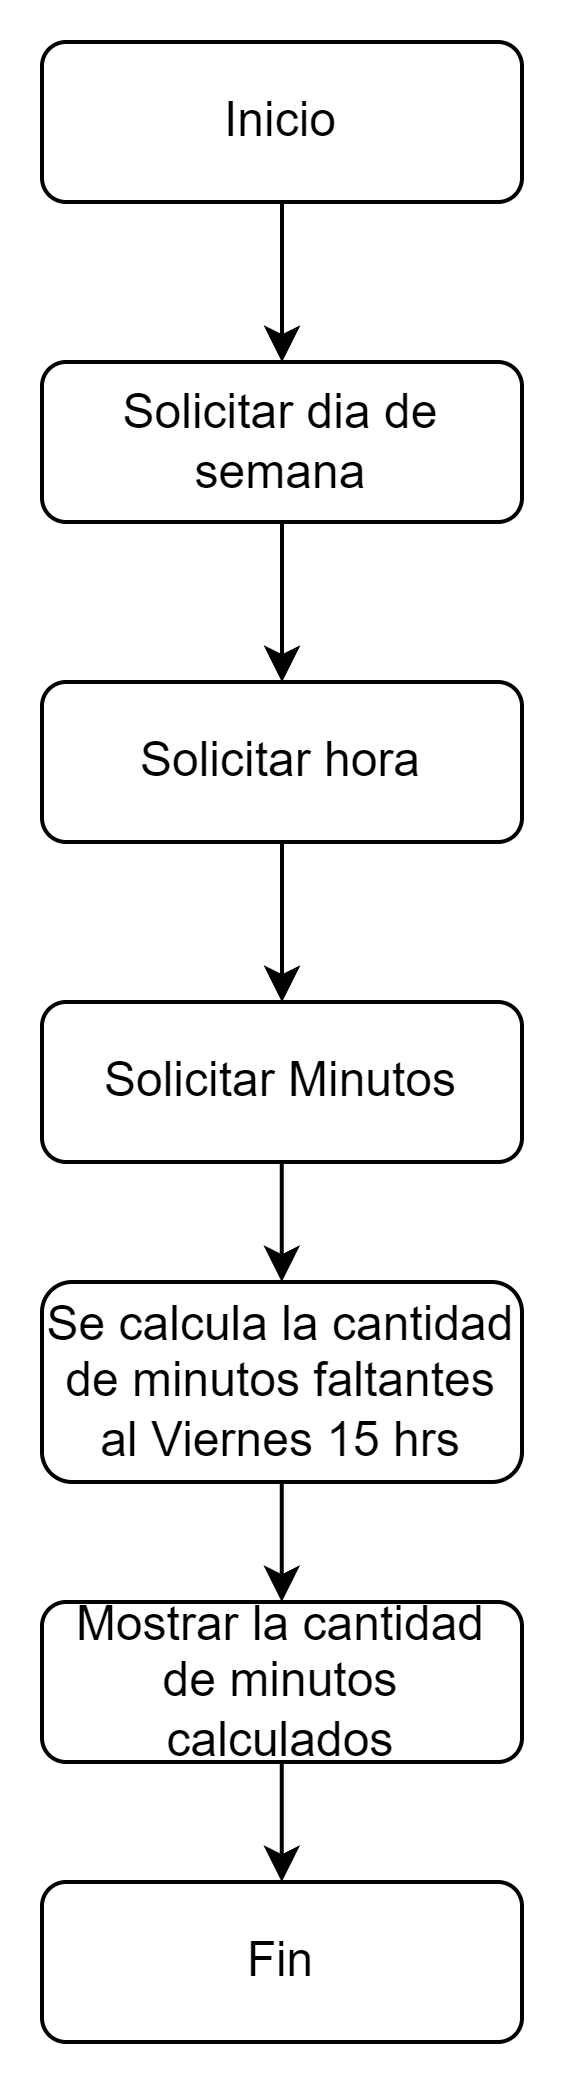 Inicio
Solicitar dia de
semana
Solicitar hora
Solicitar Minutos
Se calcula la cantidad
de minutos faltantes
al Viernes 15 hrs
Mostrar la cantidad
de minutos
calculados
Fin